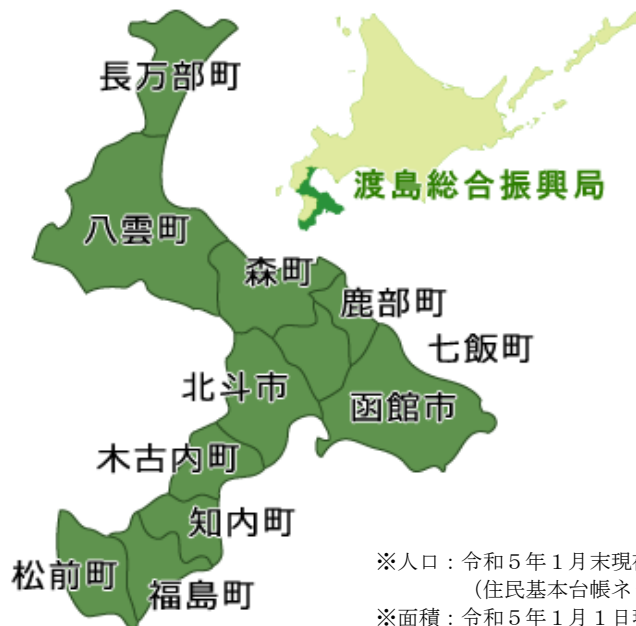 長万部町
渡島総合振興局
八雲町
森町
鹿部町
七飯町
北斗市
函館市
木古内町
知内町
松前町
福島町
※人口：令和５年１月末現在
（住民基本台帳ネ
※面積：令和５年１月１日現